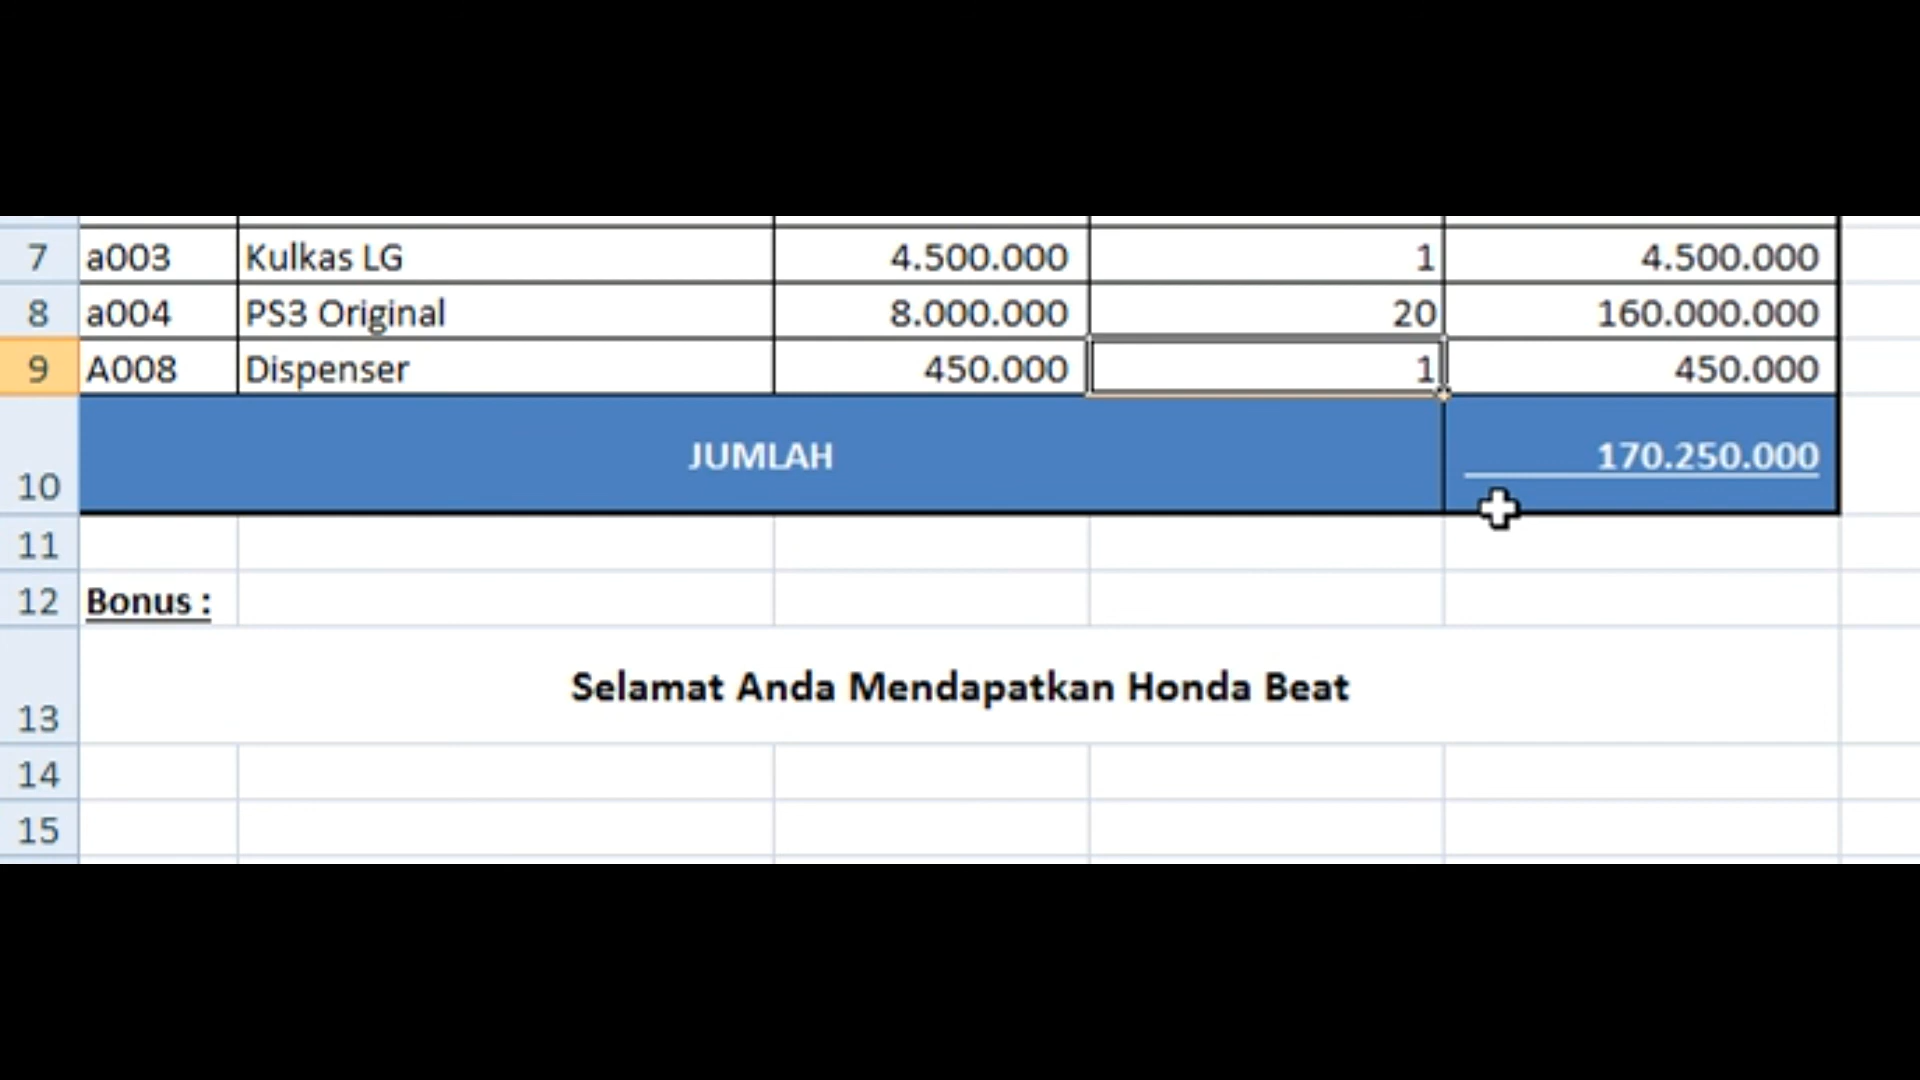 7 a003 Kulkas LG 4.500.000 1 4.500.000
8 a004 PS3 Original 8.000.000 20 160.000.000
9 A008 Dispenser 450.000 1 450.000
10 JUMLAH 170.250.000
11
12 Bonus :
13 Selamat Anda Mendapatkan Honda Beat
14
15